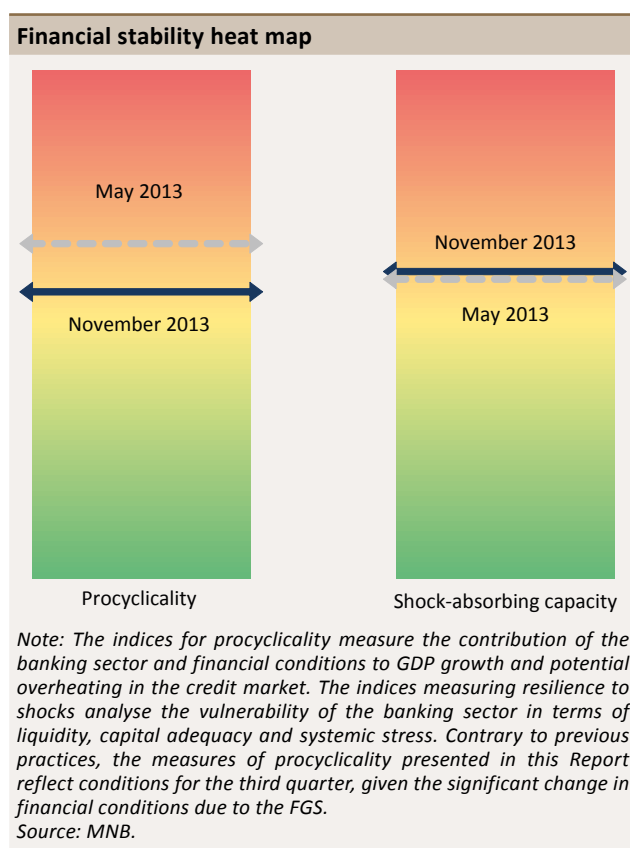 Financial stability heat map
May 2013
November 2013
November 2013
May 2013
Procyclicality
Shock-absorbing capacity
Note: The indices for procyclicality measure the contribution of the
banking sector and financial conditions to GDP growth and potential
overheating in the credit market. The indices measuring resilience to
shocks analyse the vulnerability of the banking sector in terms of
liquidity, capital adequacy and systemic stress. Contrary to previous
practices, the measures of procyclicality presented in this Report
reflect conditions for the third quarter, given the significant change in
financial conditions due to the FGS.
Source: MNB.